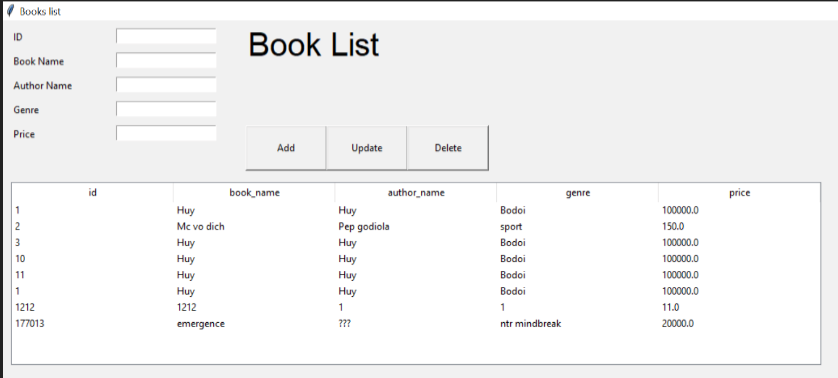 Books list
ID
Book List
Book Name
Author Name
Genre
Price
Add Update Delete
id book_name author_name genre price
1 Huy Huy Bodoi 100000.0
2 Mc vo dich Pep godiola sport 150.0
3 Huy Huy Bodoi 100000.0
10 Huy Huy Bodoi 100000.0
11 Huy Huy Bodoi 100000.0
1 Huy Huy Bodoi 100000.0
1212 1212 1 1 11.0
177013 emergence ??? ntr mindbreak 20000.0